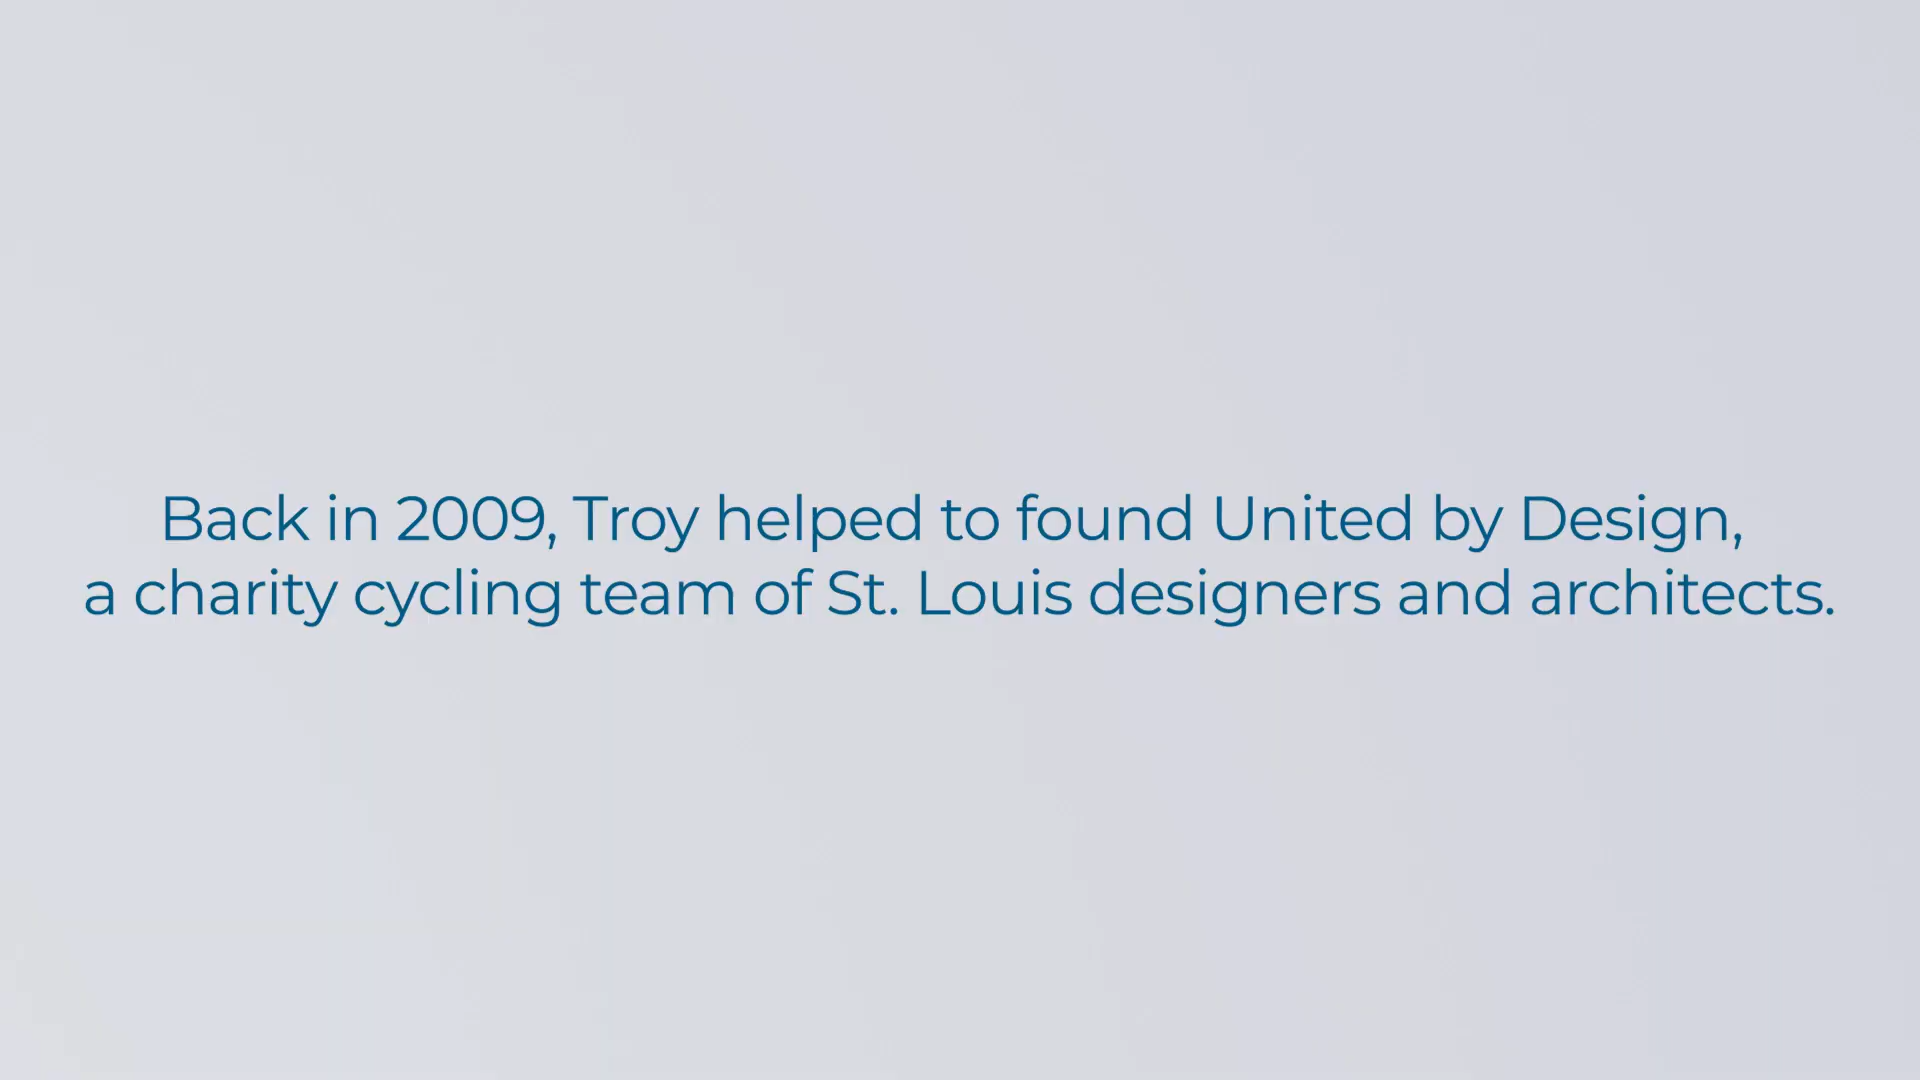 Back in 2009, Troy helped to found United by Design,
a charity cycling team of St. Louis designers and architects.